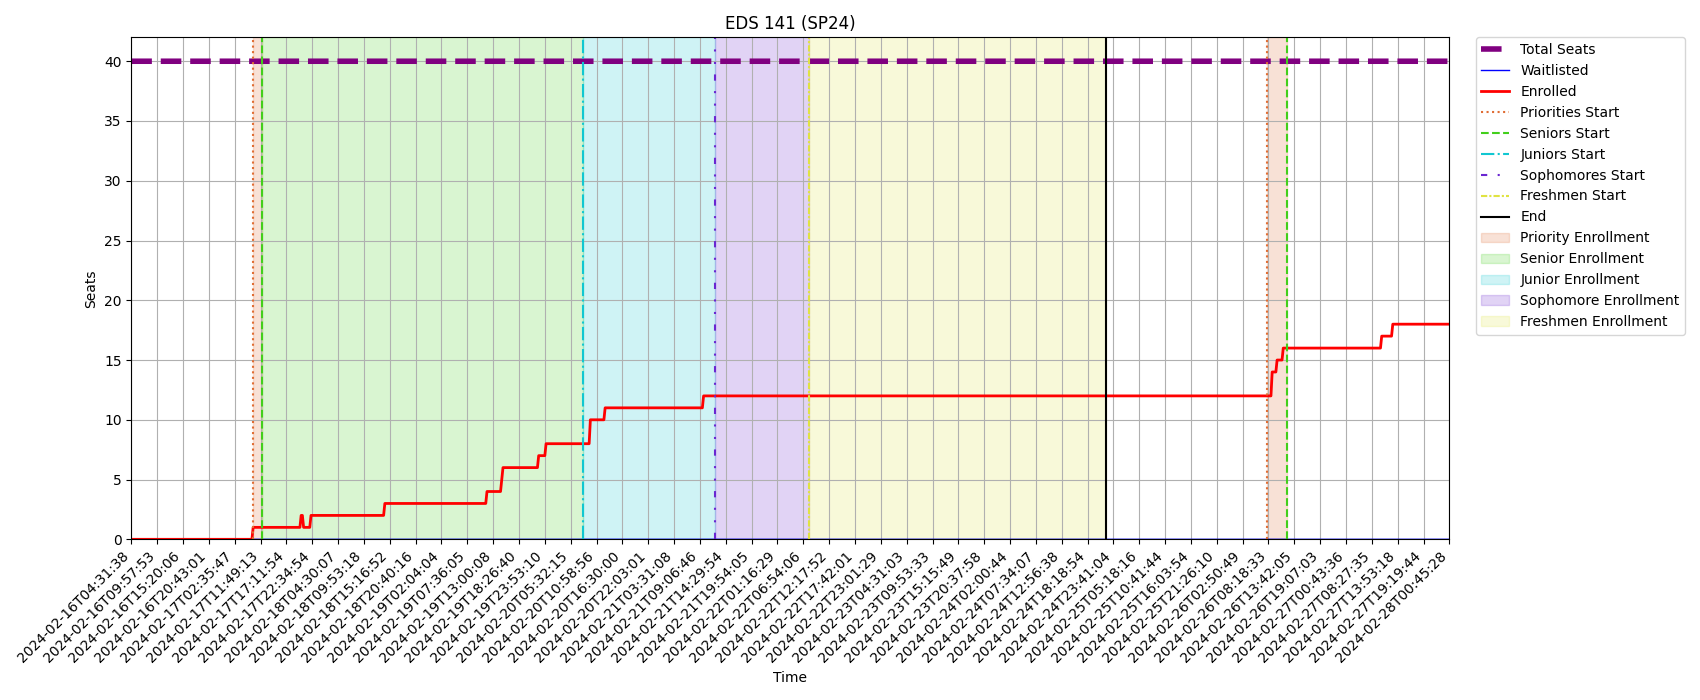 EDS 141 (SP24)
Seats
40
35
30
25
20
15
10
5
0
2024-02-16T04:31:38
2024-02-16T09:57:53
2024-02-16T15:20:06
2024-02-16T20:43:01
2024-02-17T02:35:47
2024-02-17T11:49:13
2024-02-17T17:11:54
2024-02-17T22:34:54
2024-02-18T04:30:07
2024-02-18T09:53:18
2024-02-18T15:16:52
2024-02-18T20:40:16
2024-02-19T02:04:04
2024-02-19T07:36:05
2024-02-19T13:00:08
2024-02-19T18:26:40
2024-02-19T23:53:10
2024-02-20T05:32:15
2024-02-20T10:58:56
2024-02-20T16:30:00
2024-02-20T22:03:01
2024-02-21T03:31:08
2024-02-21T09:06:46
2024-02-21T14:29:54
2024-02-21T19:54:05
2024-02-22T01:16:29
2024-02-22T06:54:06
2024-02-22T12:17:52
2024-02-22T17:42:01
2024-02-22T23:01:29
2024-02-23T04:31:03
2024-02-23T09:53:33
2024-02-23T15:15:49
2024-02-23T20:37:58
2024-02-24T02:00:44
2024-02-24T07:34:07
2024-02-24T12:56:38
2024-02-24T18:18:54
2024-02-24T23:41:04
2024-02-25T05:18:16
2024-02-25T10:41:44
2024-02-25T16:03:54
2024-02-25T21:26:10
2024-02-26T02:50:49
2024-02-26T08:18:33
2024-02-26T13:42:05
2024-02-26T19:07:03
2024-02-27T00:43:36
2024-02-27T08:27:35
2024-02-27T13:53:18
2024-02-27T19:19:44
2024-02-28T00:45:28
Time
Total Seats
Waitlisted
Enrolled
Priorities Start
Seniors Start
Juniors Start
Sophomores Start
Freshmen Start
End
Priority Enrollment
Senior Enrollment
Junior Enrollment
Sophomore Enrollment
Freshmen Enrollment